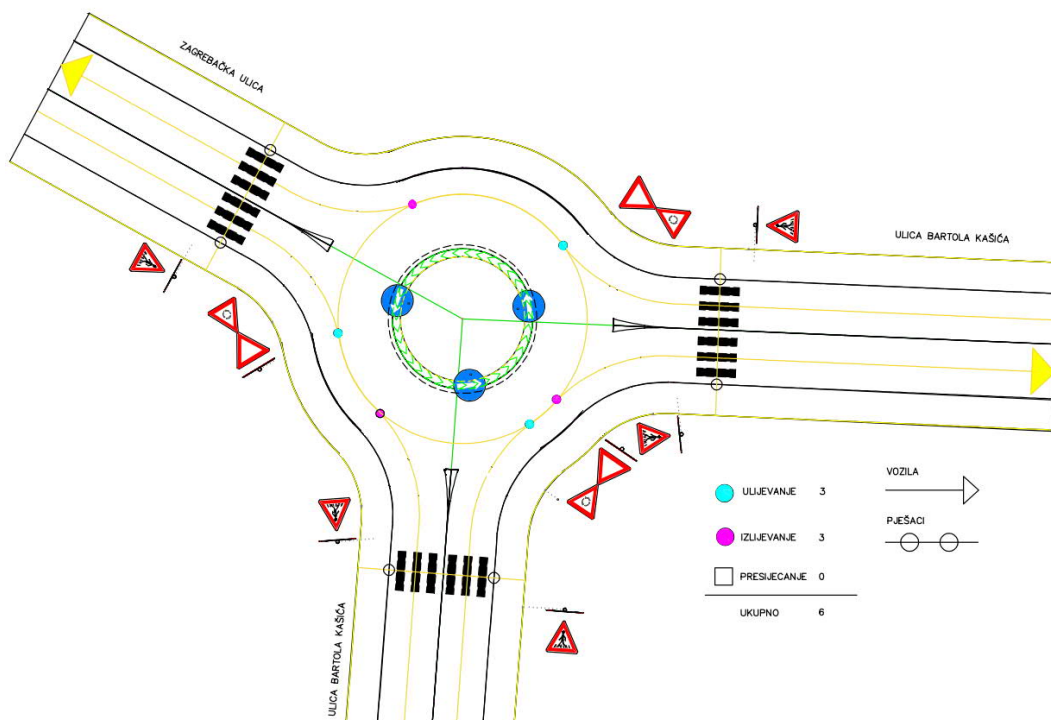 ZAGREBAČKA ULICA
ULICA BARTOLA KAŠIĆA
ULICA BARTOLA KAŠIĆA
ULIJEVANJE 3
IZLIJEVANJE 3
PRESIJECANJE 0
UKUPNO 6
VOZILA
PJEŠACI